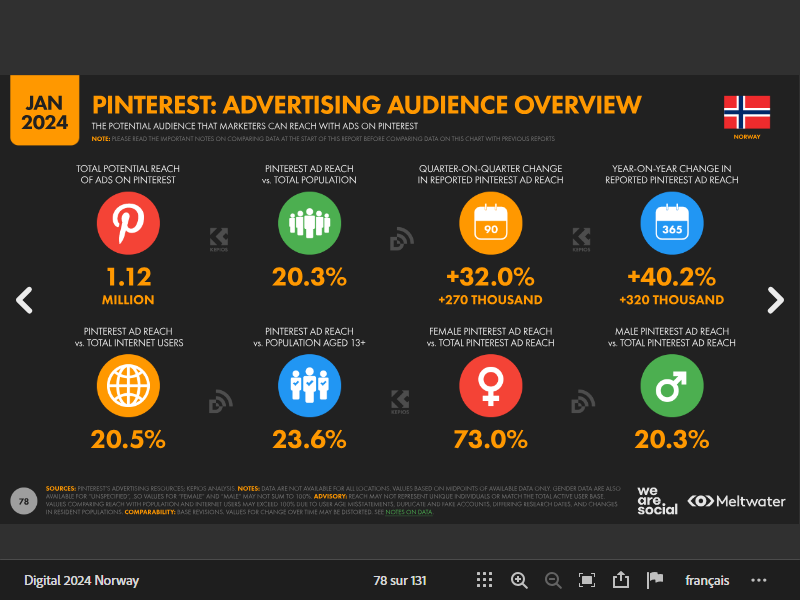 JAN
2024
PINTEREST: ADVERTISING AUDIENCE OVERVIEW
THE POTENTIAL AUDIENCE THAT MARKETERS CAN REACH WITH ADS ON PINTEREST
NOTE: PLEASE READ THE IMPORTANT NOTES ON COMPARING DATA AT THE START OF THIS REPORT BEFORE COMPARING DATA ON THIS CHART WITH PREVIOUS REPORTS
NORWAY
TOTAL POTENTIAL REACH
OF ADS ON PINTEREST
1.12
MILLION
PINTEREST AD REACH
vs. TOTAL POPULATION
20.3%
QUARTER-ON-QUARTER CHANGE
IN REPORTED PINTEREST AD REACH
90
+32.0%
+270 THOUSAND
YEAR-ON-YEAR CHANGE IN
REPORTED PINTEREST AD REACH
365
+40.2%
+320 THOUSAND
KEPIOS
KEPIOS
PINTEREST AD REACH
vs. TOTAL INTERNET USERS
20.5%
PINTEREST AD REACH
vs. POPULATION AGED 13+
23.6%
FEMALE PINTEREST AD REACH
vs. TOTAL PINTEREST AD REACH
73.0%
MALE PINTEREST AD REACH
vs. TOTAL PINTEREST AD REACH
20.3%
KEPIOS
78
SOURCES: PINTEREST'S ADVERTISING RESOURCES; KEPIOS ANALYSIS. NOTES: DATA ARE NOT AVAILABLE FOR ALL LOCATIONS. VALUES BASED ON MIDPOINTS OF AVAILABLE DATA ONLY. GENDER DATA ARE ALSO
AVAILABLE FOR "UNSPECIFIED", SO VALUES FOR "FEMALE" AND "MALE" MAY NOT SUM TO 100%. ADVISORY: REACH MAY NOT REPRESENT UNIQUE INDIVIDUALS OR MATCH THE TOTAL ACTIVE USER BASE.
VALUES COMPARING REACH WITH POPULATION AND INTERNET USERS MAY EXCEED 100% DUE TO USER AGE MISSTATEMENTS, DUPLICATE AND FAKE ACCOUNTS, DIFFERING RESEARCH DATES, AND CHANGES
IN RESIDENT POPULATIONS. COMPARABILITY: BASE REVISIONS. VALUES FOR CHANGE OVER TIME MAY BE DISTORTED. SEE NOTES ON DATA.
we
are.
social
Meltwater
Digital 2024 Norway
78 sur 131
français